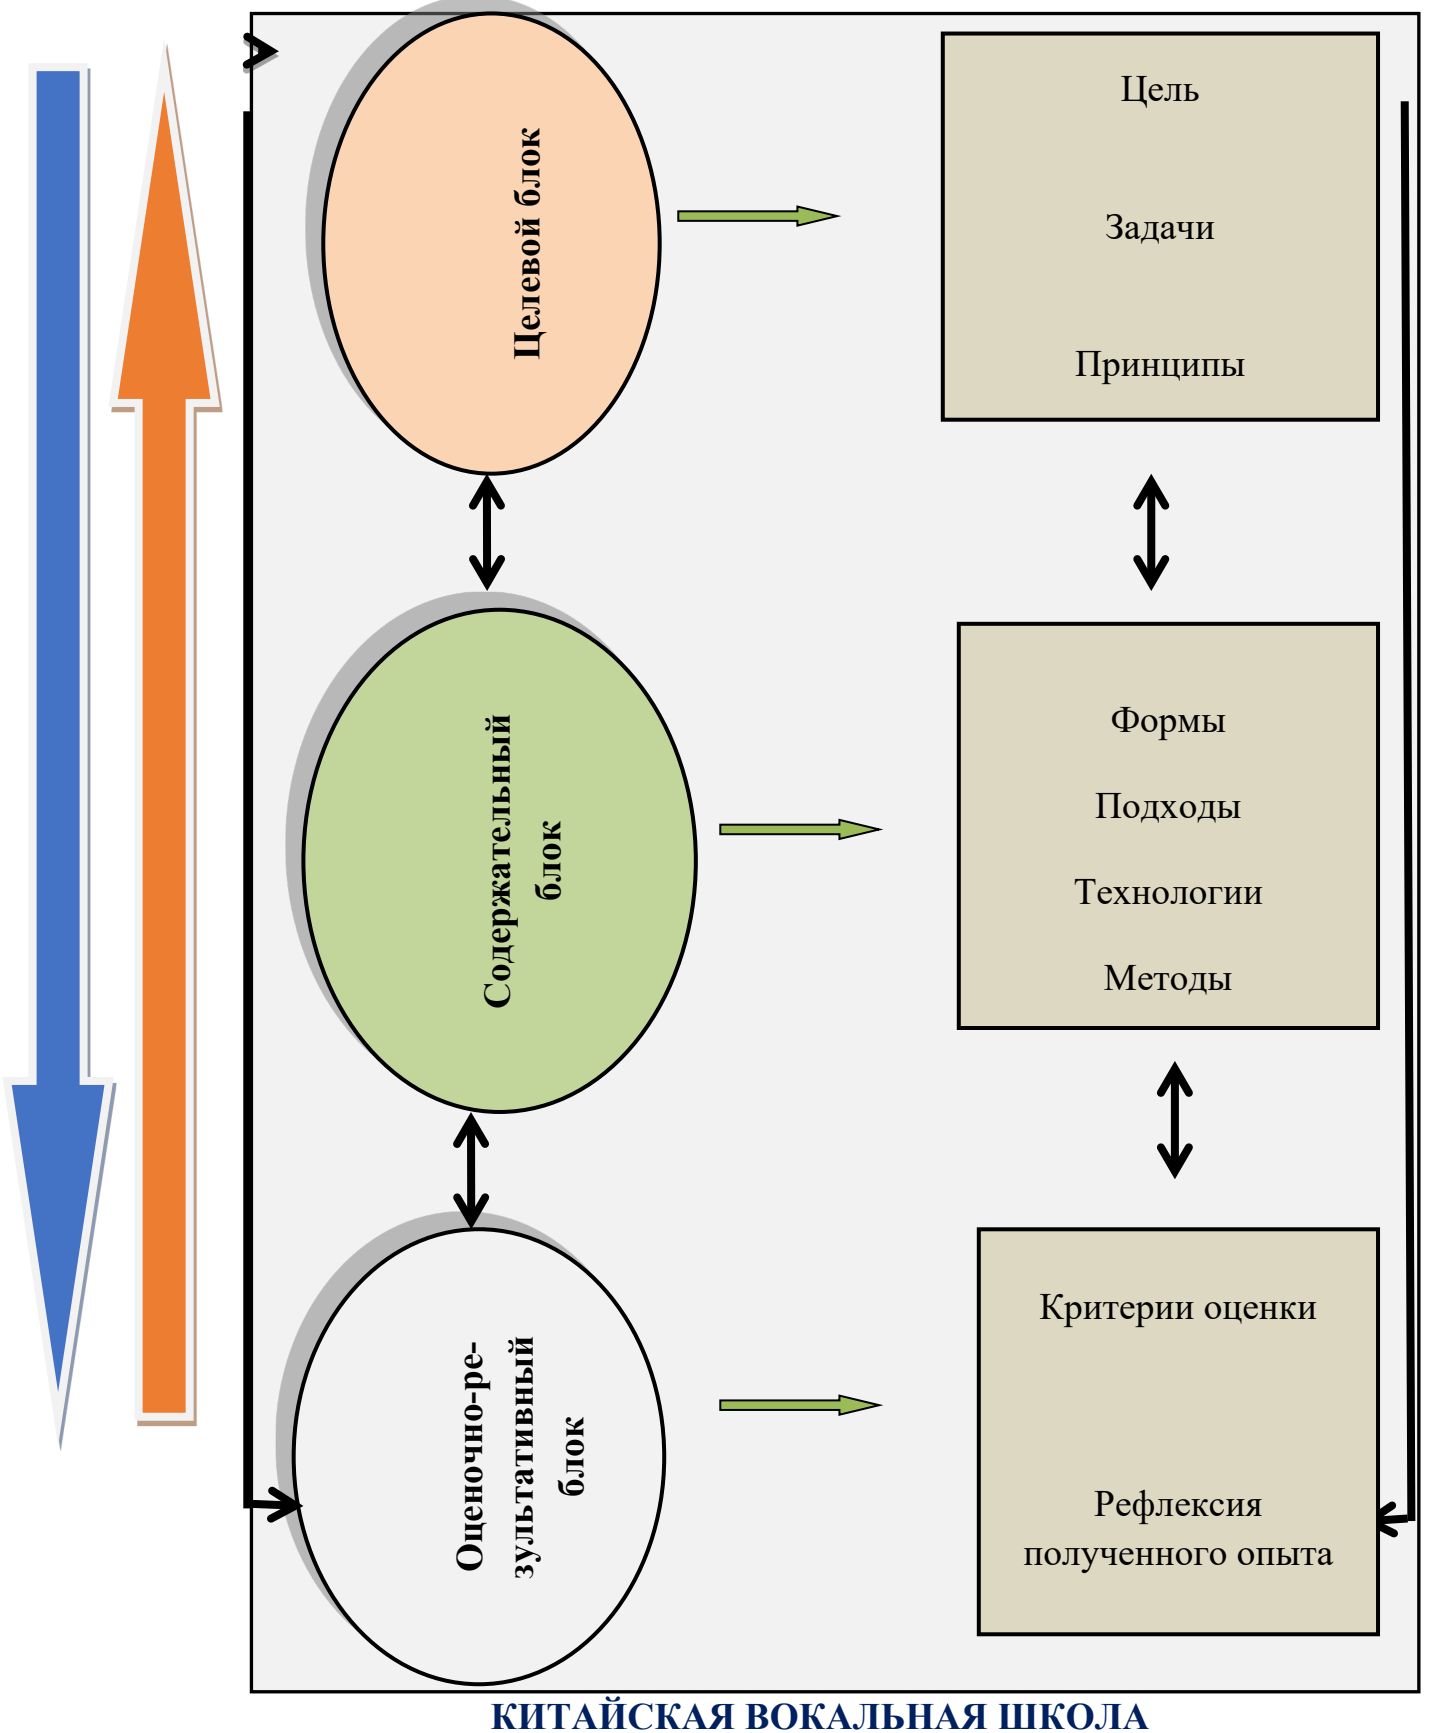 Целевой блок
Цель
Задачи
Принципы
Содержательный
блок
Формы
Подходы
Технологии
Методы
Оценочно-ре-
зультативный
блок
Критерии оценки
Рефлексия
полученного опыта
КИТАЙСКАЯ ВОКАЛЬНАЯ ШКОЛА